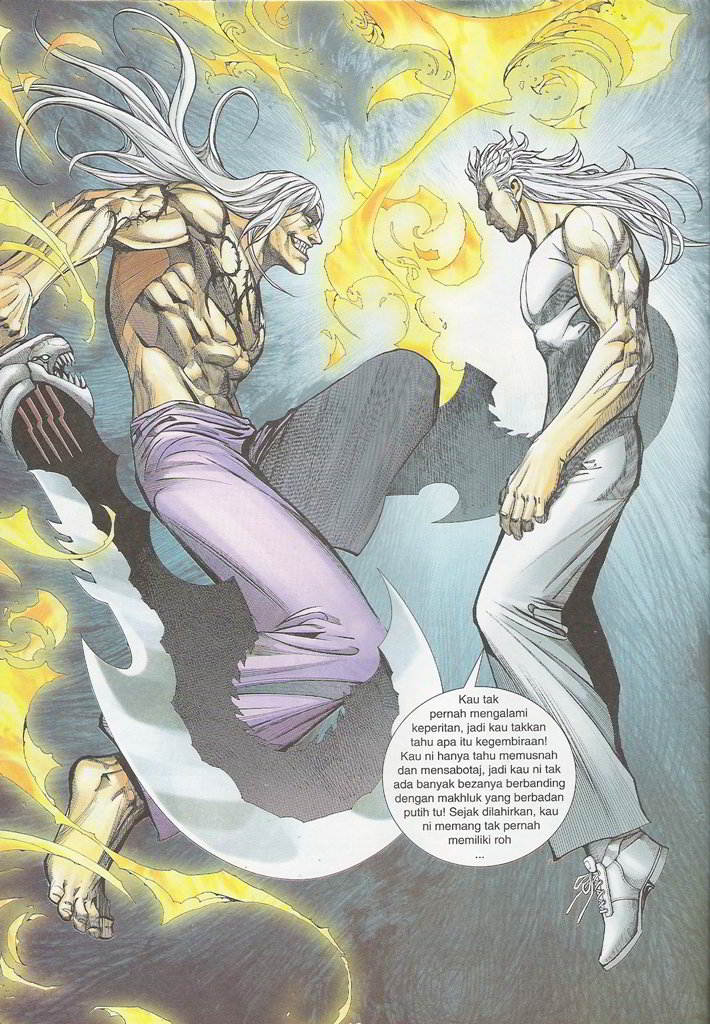 Kau tak
pernah mengalami
keperitan, jadi kau takkan
tahu apa itu kegembiraan!
Kau ni hanya tahu memusnah
dan mensabotaj, jadi kau ni tak
ada banyak bezanya berbanding
dengan makhluk yang berbadan
putih tu! Sejak dilahirkan, kau
ni memang tak pernah
memiliki roh
...